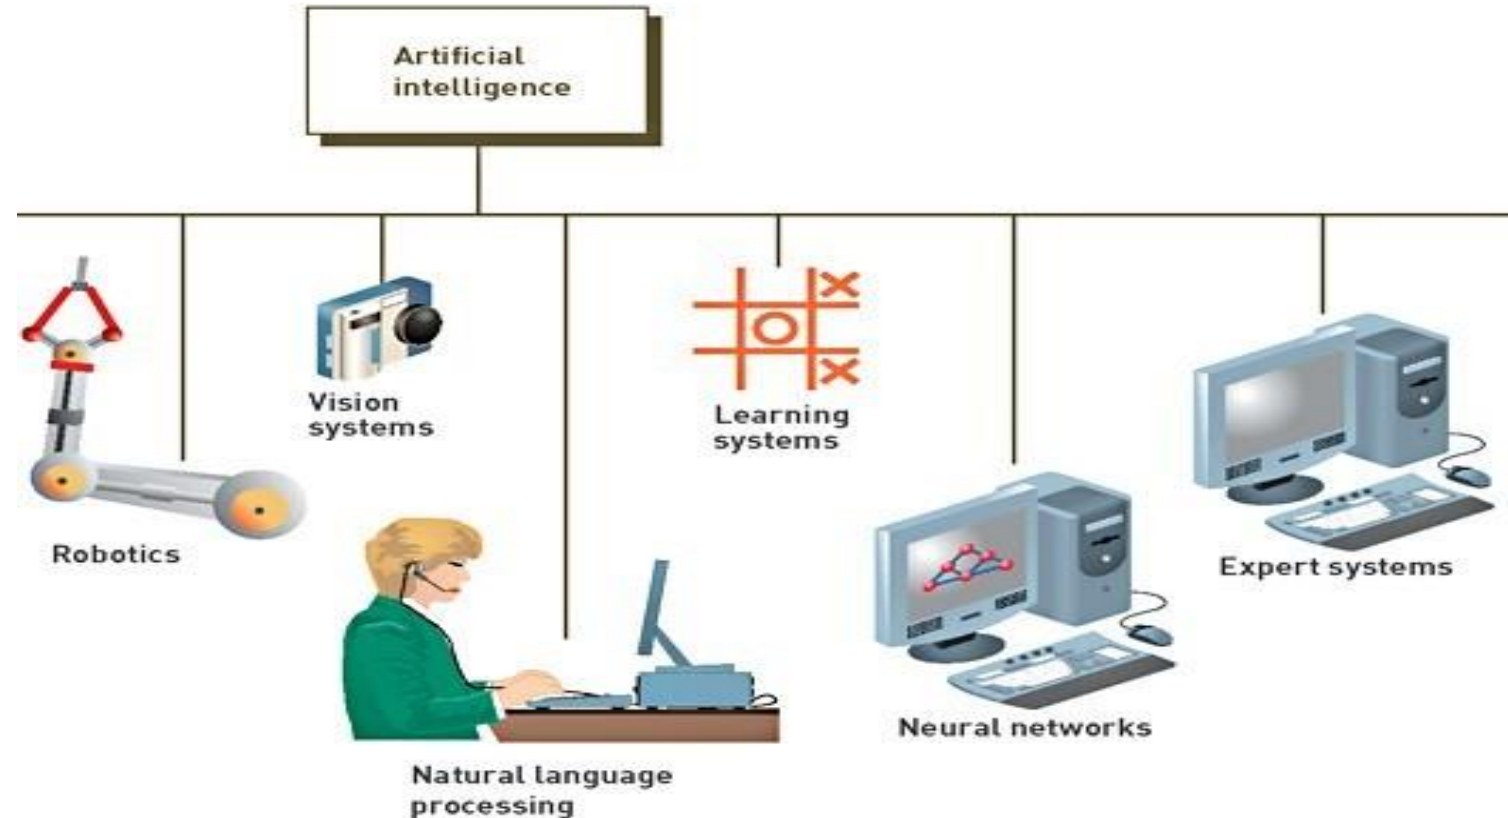 Artificial
intelligence
Vision
systems
Learning
systems
Robotics
Expert systems
Neural networks
Natural language
processing